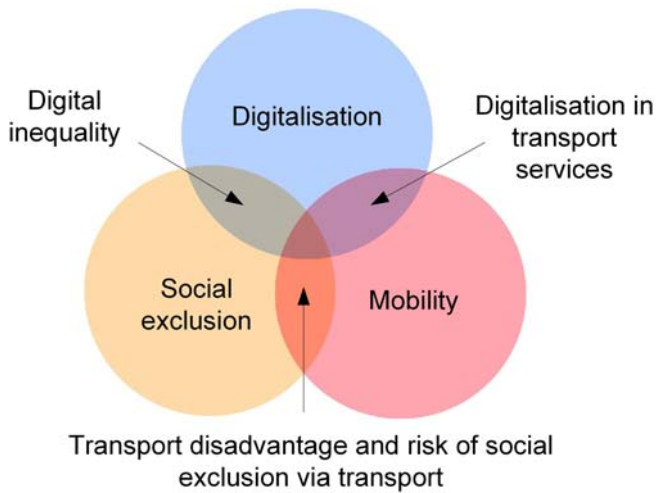 Digital
inequality
Digitalisation
Digitalisation in
transport
services
Social
exclusion
Mobility
Transport disadvantage and risk of social
exclusion via transport